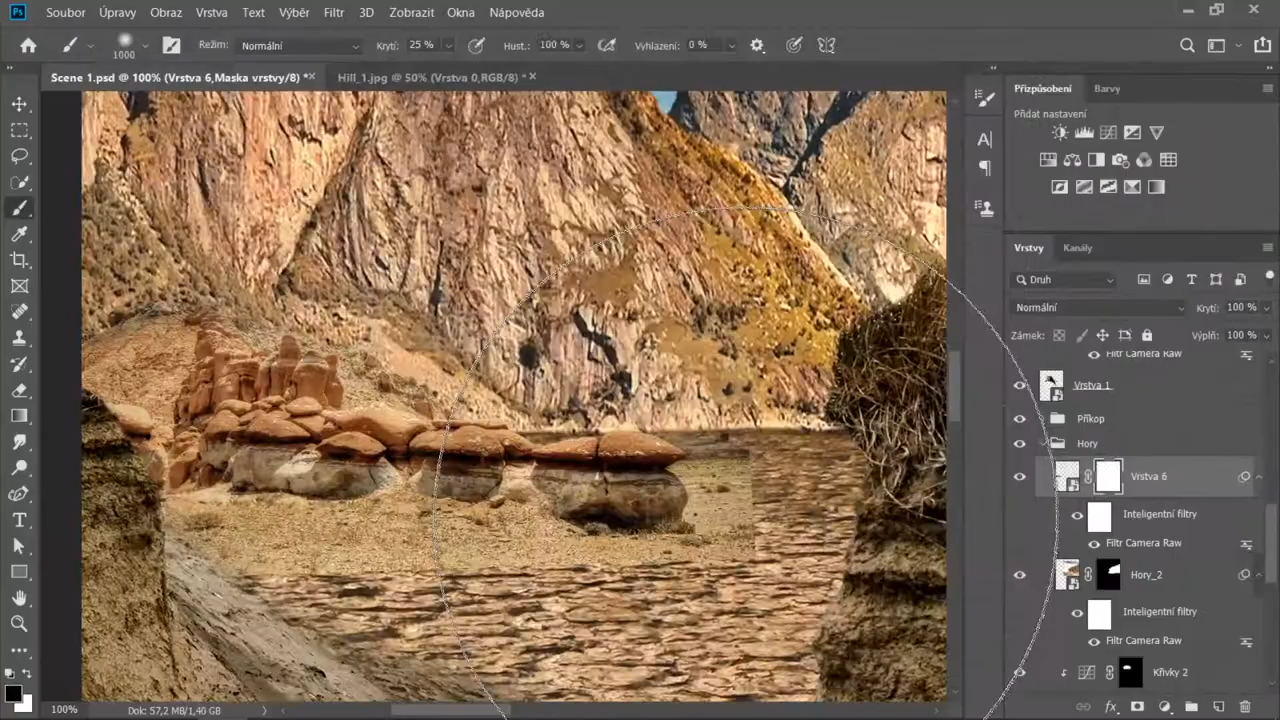 Ps Soubor Úpravy Obraz Vrstva Text Výběr Filtr 3D Zobrazit Okna Nápověda
1000 Režim: Normální Krytí: 25 % Hust.: 100 % Vyhlazení: 0 %
Scene 1.psd @ 100% (Vrstva 6,Maska vrstvy/8) * Hill_1.jpg @ 50% (Vrstva 0,RGB/8) *
Přizpůsobení Barvy
Přidat nastavení
Vrstvy Kanály
Druh
Normální Krytí: 100 %
Zámek: Výplň: 100 %
Filtr Camera Raw
Vrstva 1
Příkop
Hory
Vrstva 6
Inteligentní filtry
Filtr Camera Raw
Hory_2
Inteligentní filtry
Filtr Camera Raw
Křivky 2
100% Dok: 57,2 MB/1,40 GB